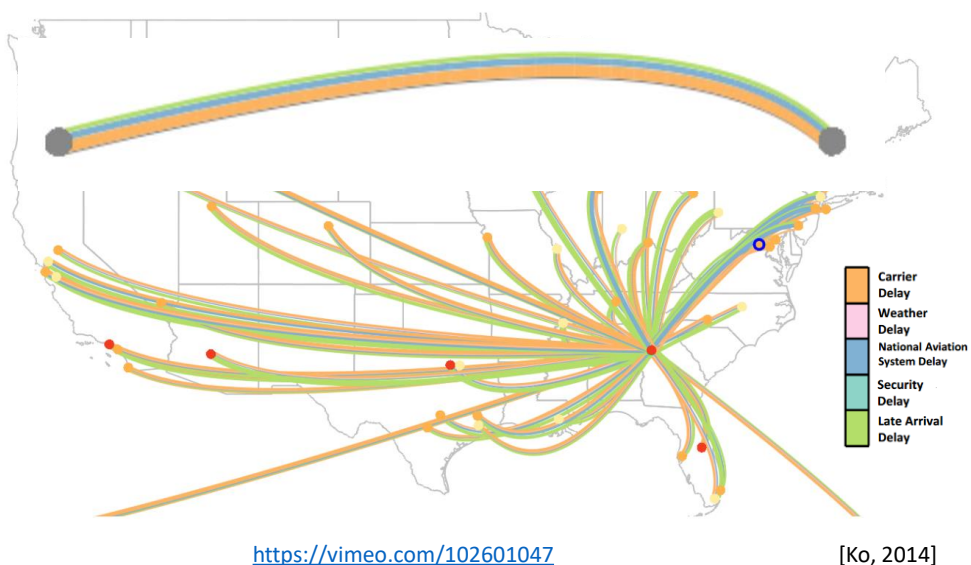 Carrier
Delay
Weather
Delay
National Aviation
System Delay
Security
Delay
Late Arrival
Delay
https://vimeo.com/102601047
[Ko, 2014]